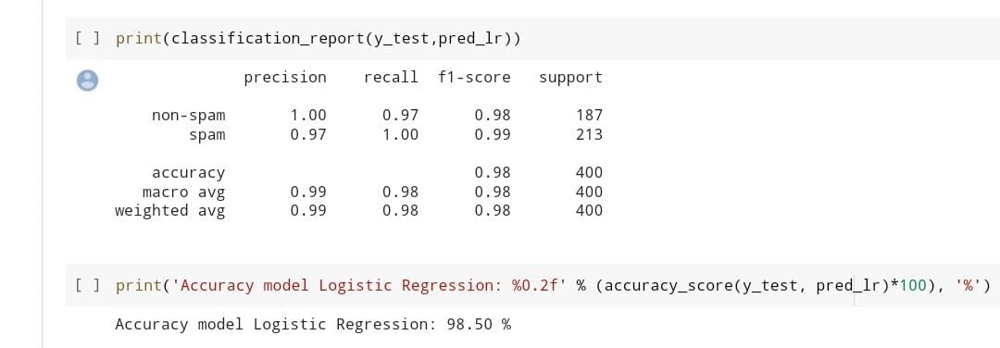 [ ] print(classification_report(y_test,pred_lr))
precision recall f1-score support
non-spam 1.00 0.97 0.98 187
spam 0.97 1.00 0.99 213
accuracy 0.98 400
macro avg 0.99 0.98 0.98 400
weighted avg 0.99 0.98 0.98 400
[ ] print('Accuracy model Logistic Regression: %0.2f' % (accuracy_score(y_test, pred_lr)*100), '%')
Accuracy model Logistic Regression: 98.50 %